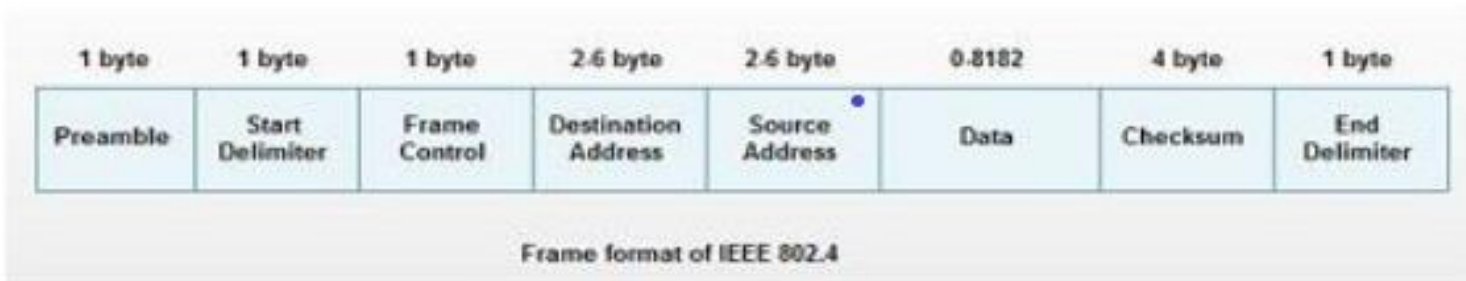 1 byte 1 byte 1 byte 2-6 byte 2-6 byte 0-8182 4 byte 1 byte
Preamble Start Delimiter Frame Control Destination Address Source Address Data Checksum End Delimiter
Frame format of IEEE 802.4